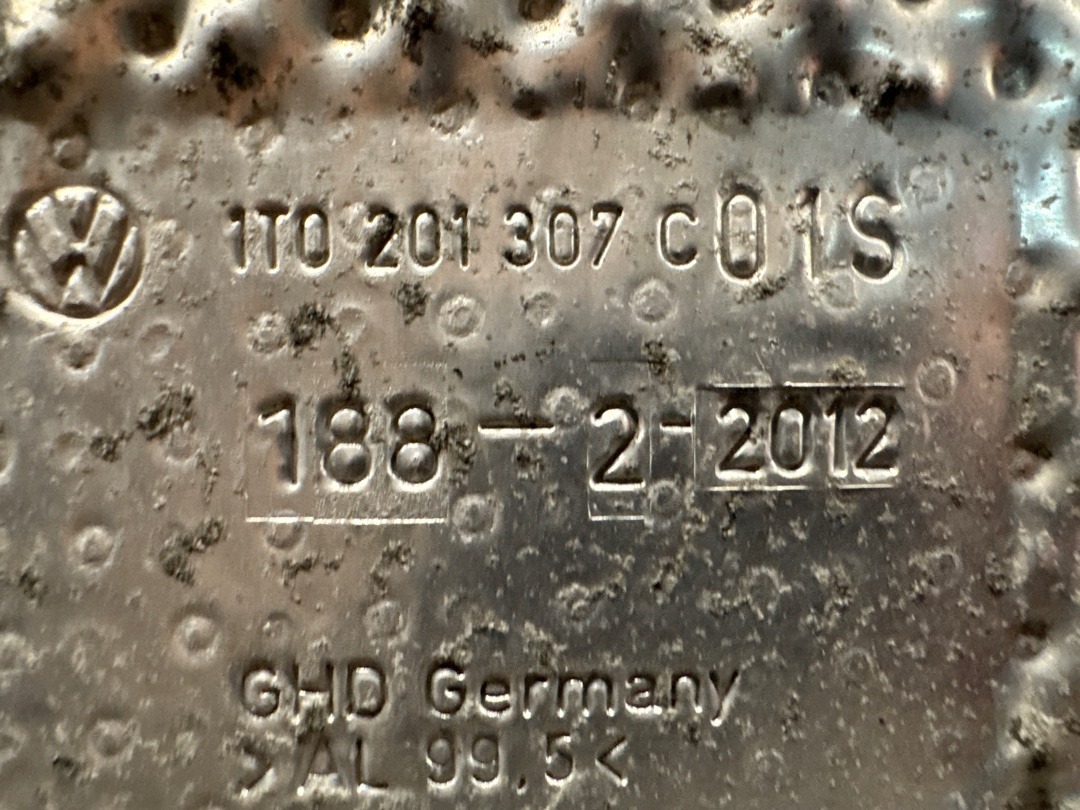 1T0 201 307 C 01S
188-2-2012
GHD Germany
>AL 99,5<